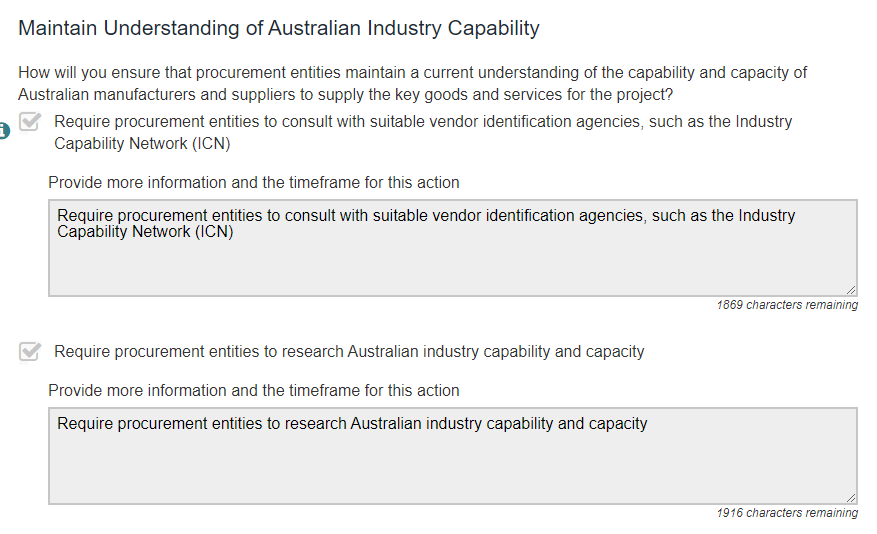 Maintain Understanding of Australian Industry Capability
How will you ensure that procurement entities maintain a current understanding of the capability and capacity of
Australian manufacturers and suppliers to supply the key goods and services for the project?
Require procurement entities to consult with suitable vendor identification agencies, such as the Industry
Capability Network (ICN)
Provide more information and the timeframe for this action
Require procurement entities to consult with suitable vendor identification agencies, such as the Industry
Capability Network (ICN)
1869 characters remaining
Require procurement entities to research Australian industry capability and capacity
Provide more information and the timeframe for this action
Require procurement entities to research Australian industry capability and capacity
1916 characters remaining